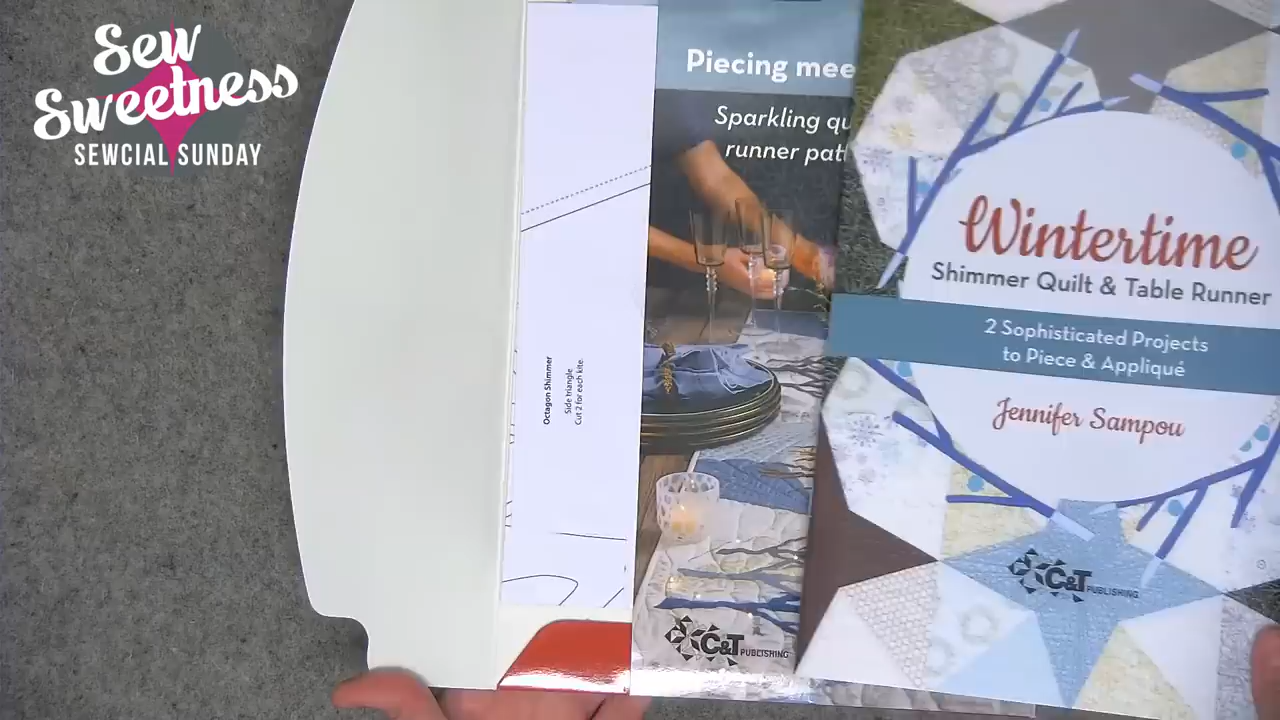 Sew
Sweetness
SEWCIAL SUNDAY
Octagon Shimmer
Side triangle
Cut 2 for each kite.
Piecing mee
Sparkling qu
runner pat
C&T PUBLISHING
Wintertime
Shimmer Quilt & Table Runner
2 Sophisticated Projects
to Piece & Appliqué
Jennifer Sampou
C&T PUBLISHING